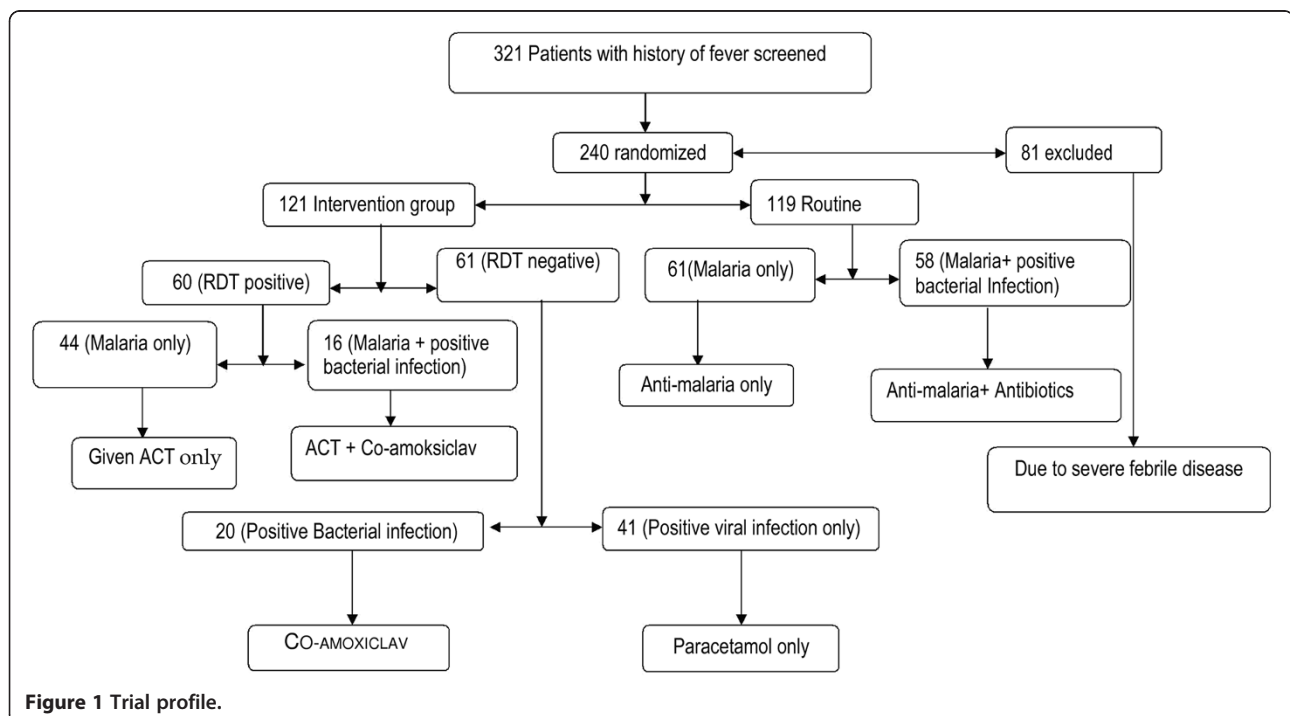 321 Patients with history of fever screened
240 randomized
81 excluded
121 Intervention group
119 Routine
60 (RDT positive)
61 (RDT negative)
61(Malaria only)
58 (Malaria+ positive
bacterial Infection)
44 (Malaria only)
16 (Malaria + positive
bacterial infection)
Anti-malaria only
Anti-malaria+ Antibiotics
Given ACT only
ACT + Co-amoksiclav
Due to severe febrile disease
20 (Positive Bacterial infection)
41 (Positive viral infection only)
CO-AMOXICLAV
Paracetamol only
Figure 1 Trial profile.